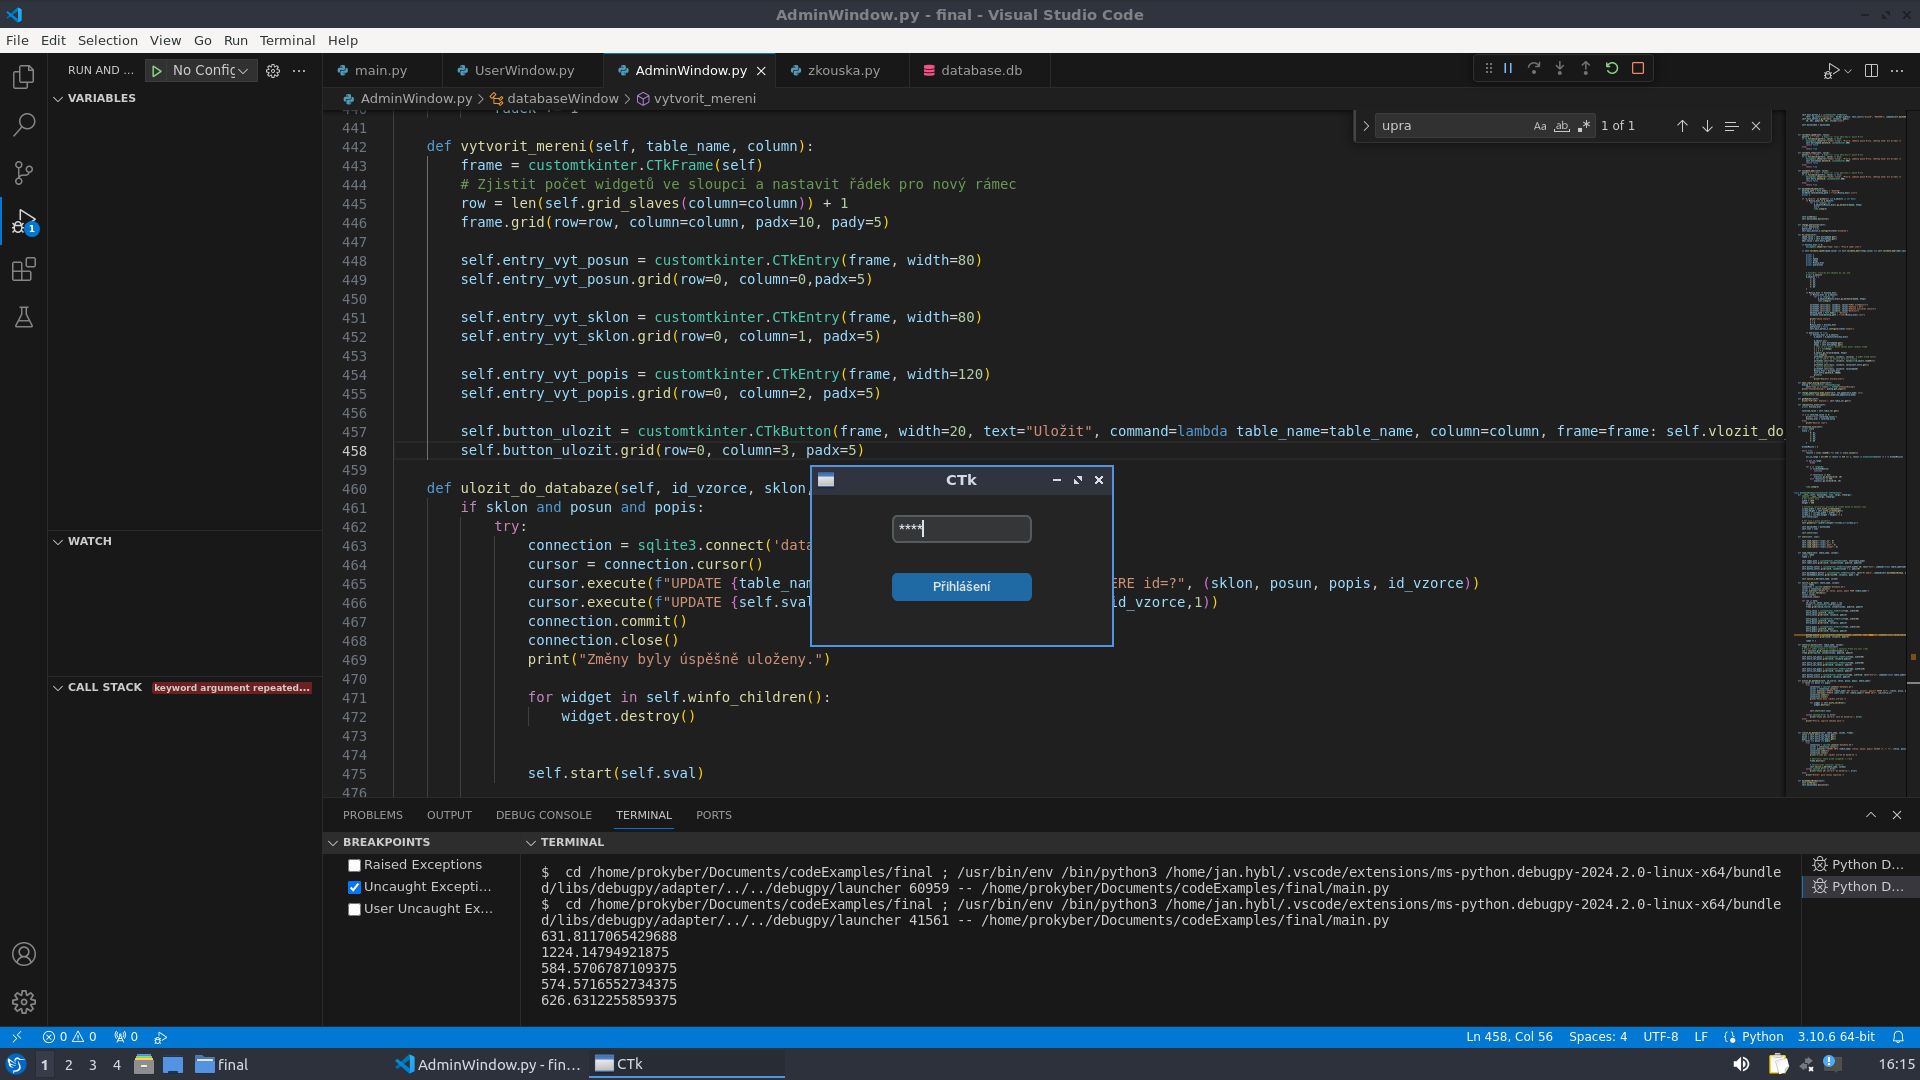 AdminWindow.py - final - Visual Studio Code
File Edit Selection View Go Run Terminal Help
RUN AND ... No Config
main.py UserWindow.py AdminWindow.py zkouska.py database.db
VARIABLES
AdminWindow.py > databaseWindow > vytvorit_mereni
upra Aa ab 1 of 1
441
442 def vytvorit_mereni(self, table_name, column):
443 frame = customtkinter.CTkFrame(self)
444 # Zjistit počet widgetů ve sloupci a nastavit řádek pro nový rámec
445 row = len(self.grid_slaves(column=column)) + 1
446 frame.grid(row=row, column=column, padx=10, pady=5)
447
448 self.entry_vyt_posun = customtkinter.CTkEntry(frame, width=80)
449 self.entry_vyt_posun.grid(row=0, column=0,padx=5)
450
451 self.entry_vyt_sklon = customtkinter.CTkEntry(frame, width=80)
452 self.entry_vyt_sklon.grid(row=0, column=1, padx=5)
453
454 self.entry_vyt_popis = customtkinter.CTkEntry(frame, width=120)
455 self.entry_vyt_popis.grid(row=0, column=2, padx=5)
456
457 self.button_ulozit = customtkinter.CTkButton(frame, width=20, text="Uložit", command=lambda table_name=table_name, column=column, frame=frame: self.vlozit_do_
458 self.button_ulozit.grid(row=0, column=3, padx=5)
459
460 def ulozit_do_databaze(self, id_vzorce, sklon,
461 if sklon and posun and popis:
462 try:
463 connection = sqlite3.connect('data
464 cursor = connection.cursor()
465 cursor.execute(f"UPDATE {table_nam ERE id=?", (sklon, posun, popis, id_vzorce))
466 cursor.execute(f"UPDATE {self.sval id_vzorce,1))
467 connection.commit()
468 connection.close()
469 print("Změny byly úspěšně uloženy.")
470
471 for widget in self.winfo_children():
472 widget.destroy()
473
474
475 self.start(self.sval)
476
CTk
****
Přihlášení
WATCH
CALL STACK keyword argument repeated...
PROBLEMS OUTPUT DEBUG CONSOLE TERMINAL PORTS
BREAKPOINTS
Raised Exceptions
Uncaught Excepti...
User Uncaught Ex...
TERMINAL
$ cd /home/prokyber/Documents/codeExamples/final ; /usr/bin/env /bin/python3 /home/jan.hybl/.vscode/extensions/ms-python.debugpy-2024.2.0-linux-x64/bundle
d/libs/debugpy/adapter/../../debugpy/launcher 60959 -- /home/prokyber/Documents/codeExamples/final/main.py
$ cd /home/prokyber/Documents/codeExamples/final ; /usr/bin/env /bin/python3 /home/jan.hybl/.vscode/extensions/ms-python.debugpy-2024.2.0-linux-x64/bundle
d/libs/debugpy/adapter/../../debugpy/launcher 41561 -- /home/prokyber/Documents/codeExamples/final/main.py
631.8117065429688
1224.14794921875
584.5706787109375
574.5716552734375
626.6312255859375
Python D...
Python D...
0 0 0 Ln 458, Col 56 Spaces: 4 UTF-8 LF Python 3.10.6 64-bit
1 2 3 4 final AdminWindow.py - fin... CTk 16:15